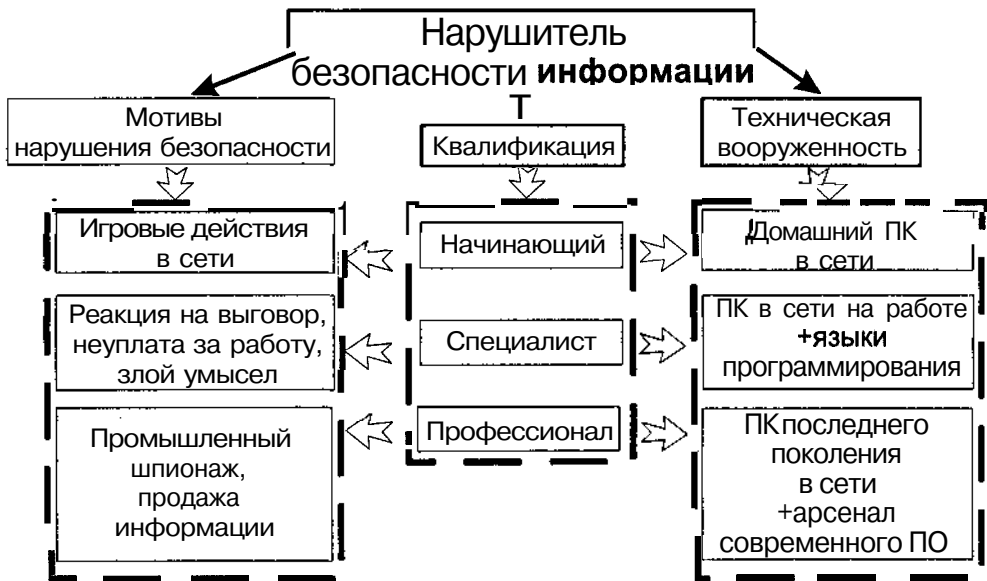 Нарушитель
безопасности информации
Мотивы
нарушения безопасности
Квалификация
Техническая
вооруженность
Игровые действия
в сети
Начинающий
Домашний ПК
в сети
Реакция на выговор,
неуплата за работу,
злой умысел
Специалист
ПК в сети на работе
+языки
программирования
Промышленный
шпионаж,
продажа
информации
Профессионал
ПКпоследнего
поколения
в сети
+арсенал
современного ПО